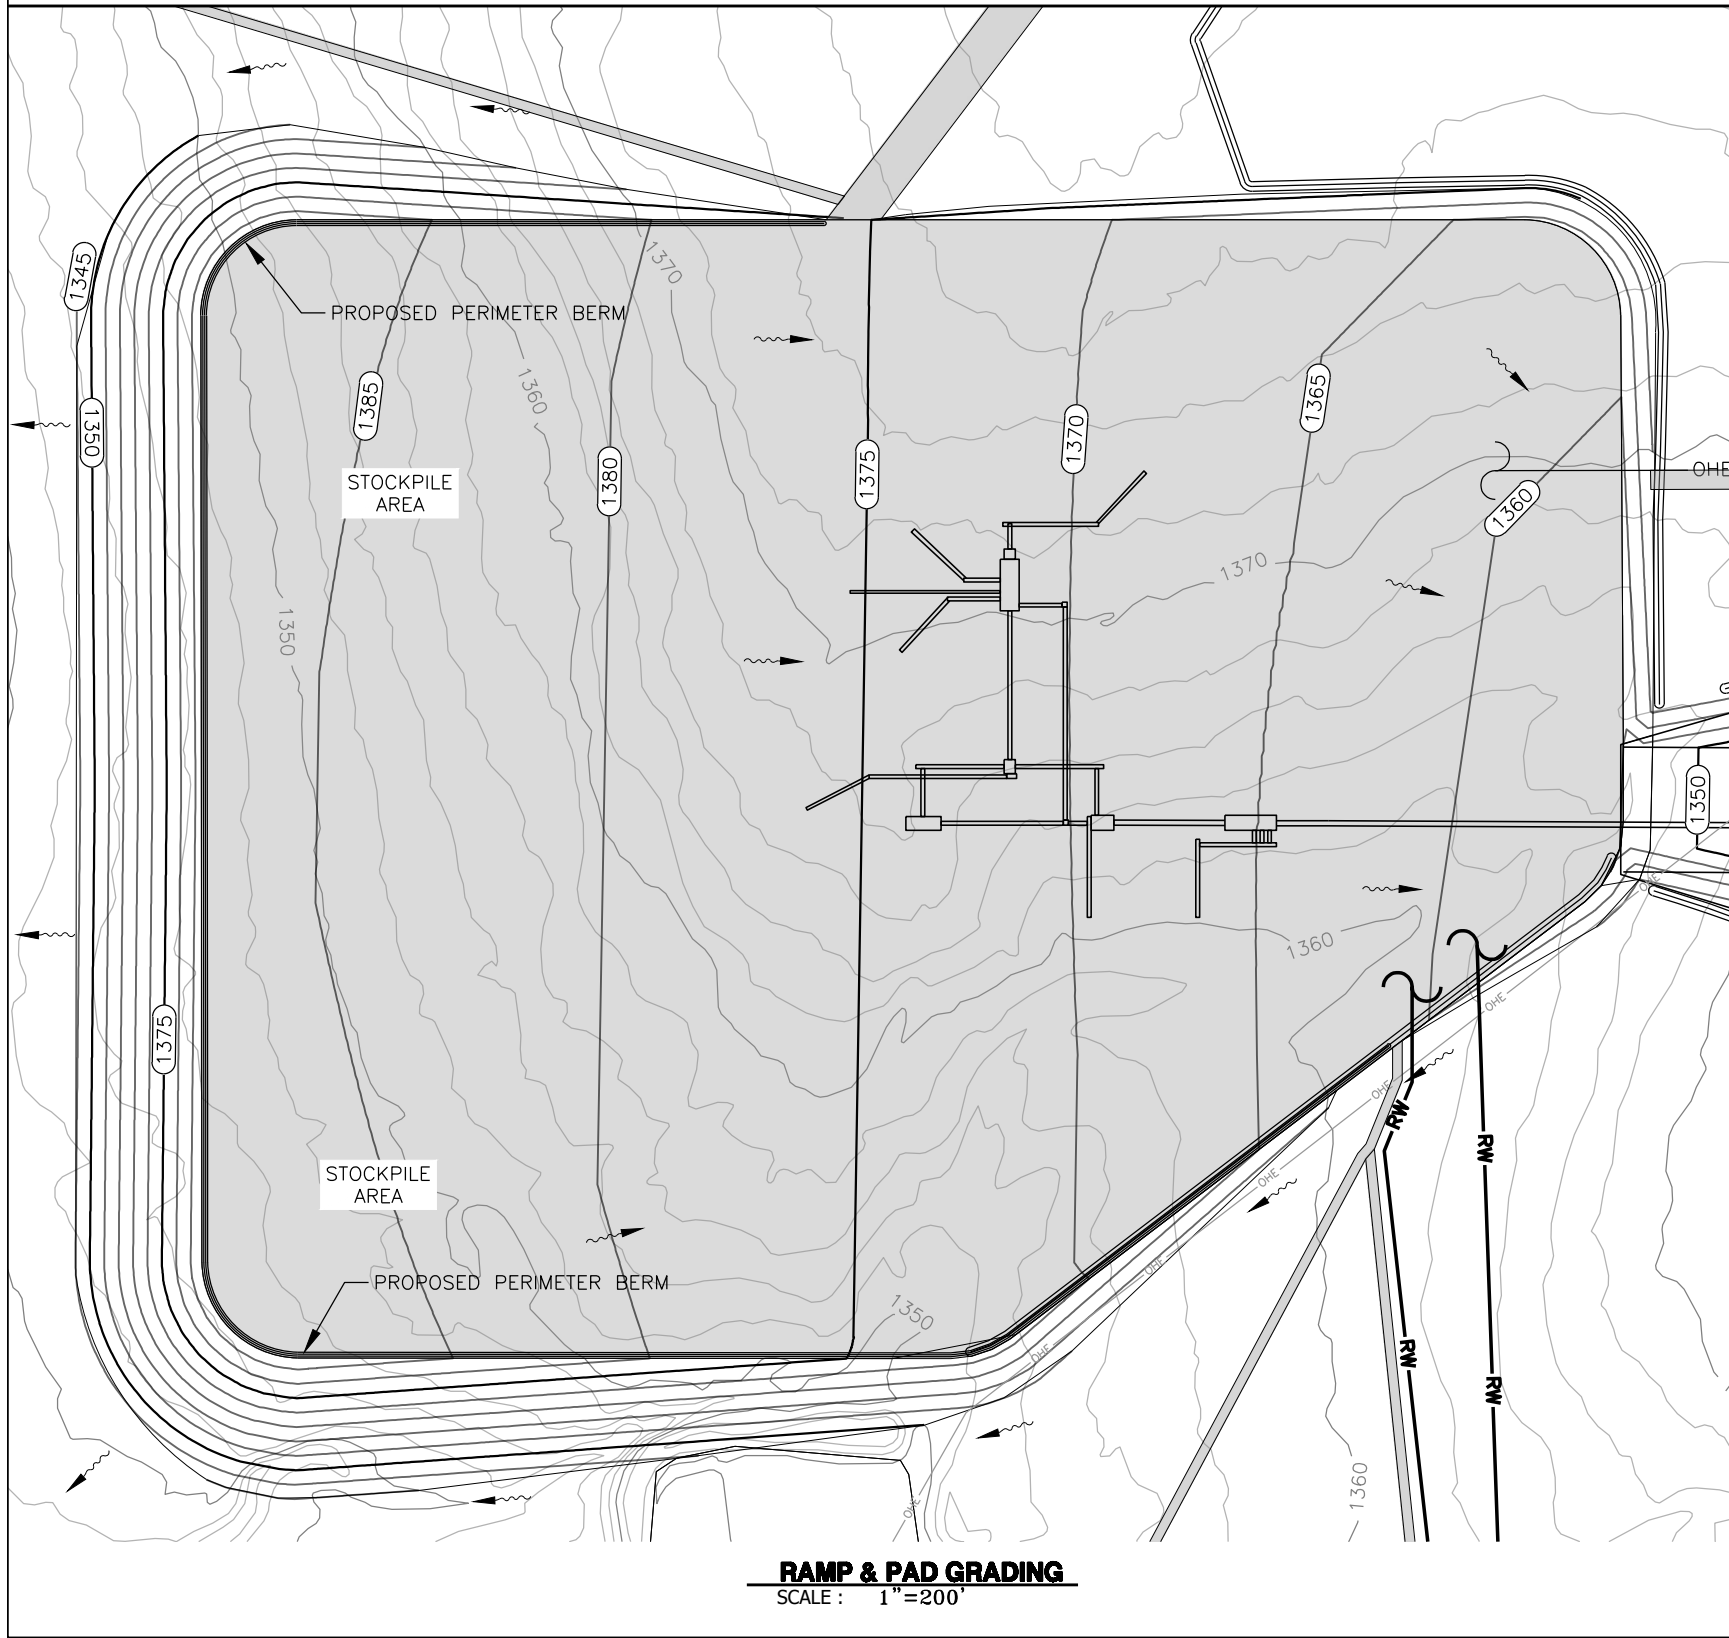 1345
1350
1375
PROPOSED PERIMETER BERM
1385
1380
1370
1360
1350
STOCKPILE
AREA
1375
1370
1365
1360
1370
OHE
1360
1350
STOCKPILE
AREA
PROPOSED PERIMETER BERM
1350
OHE
OHE
OHE
OHE
OHE
OHE
OHE
RW
RW
RW
RW
1360
RAMP & PAD GRADING
SCALE : 1"=200'